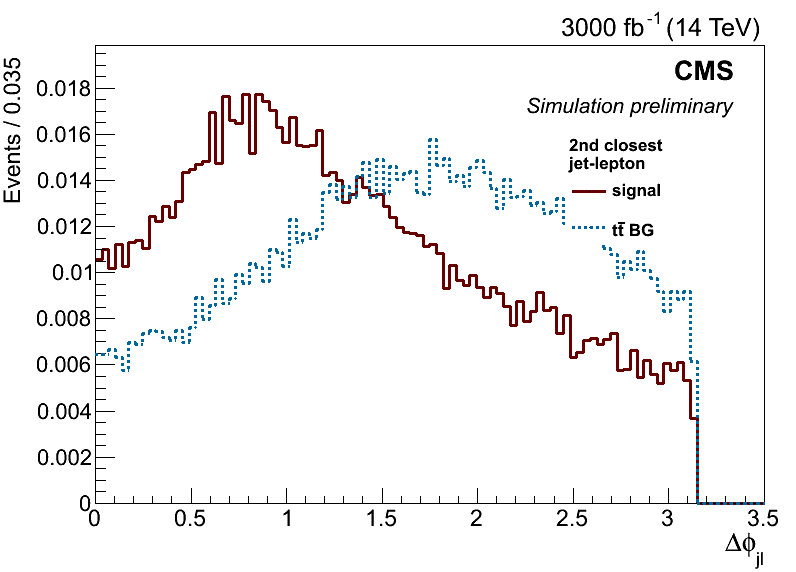 3000 fb⁻¹ (14 TeV)
CMS
Simulation preliminary
2nd closest
jet-lepton
signal
tt̄ BG
Events / 0.035
0.018
0.016
0.014
0.012
0.01
0.008
0.006
0.004
0.002
0
0 0.5 1 1.5 2 2.5 3 3.5
Δϕjl